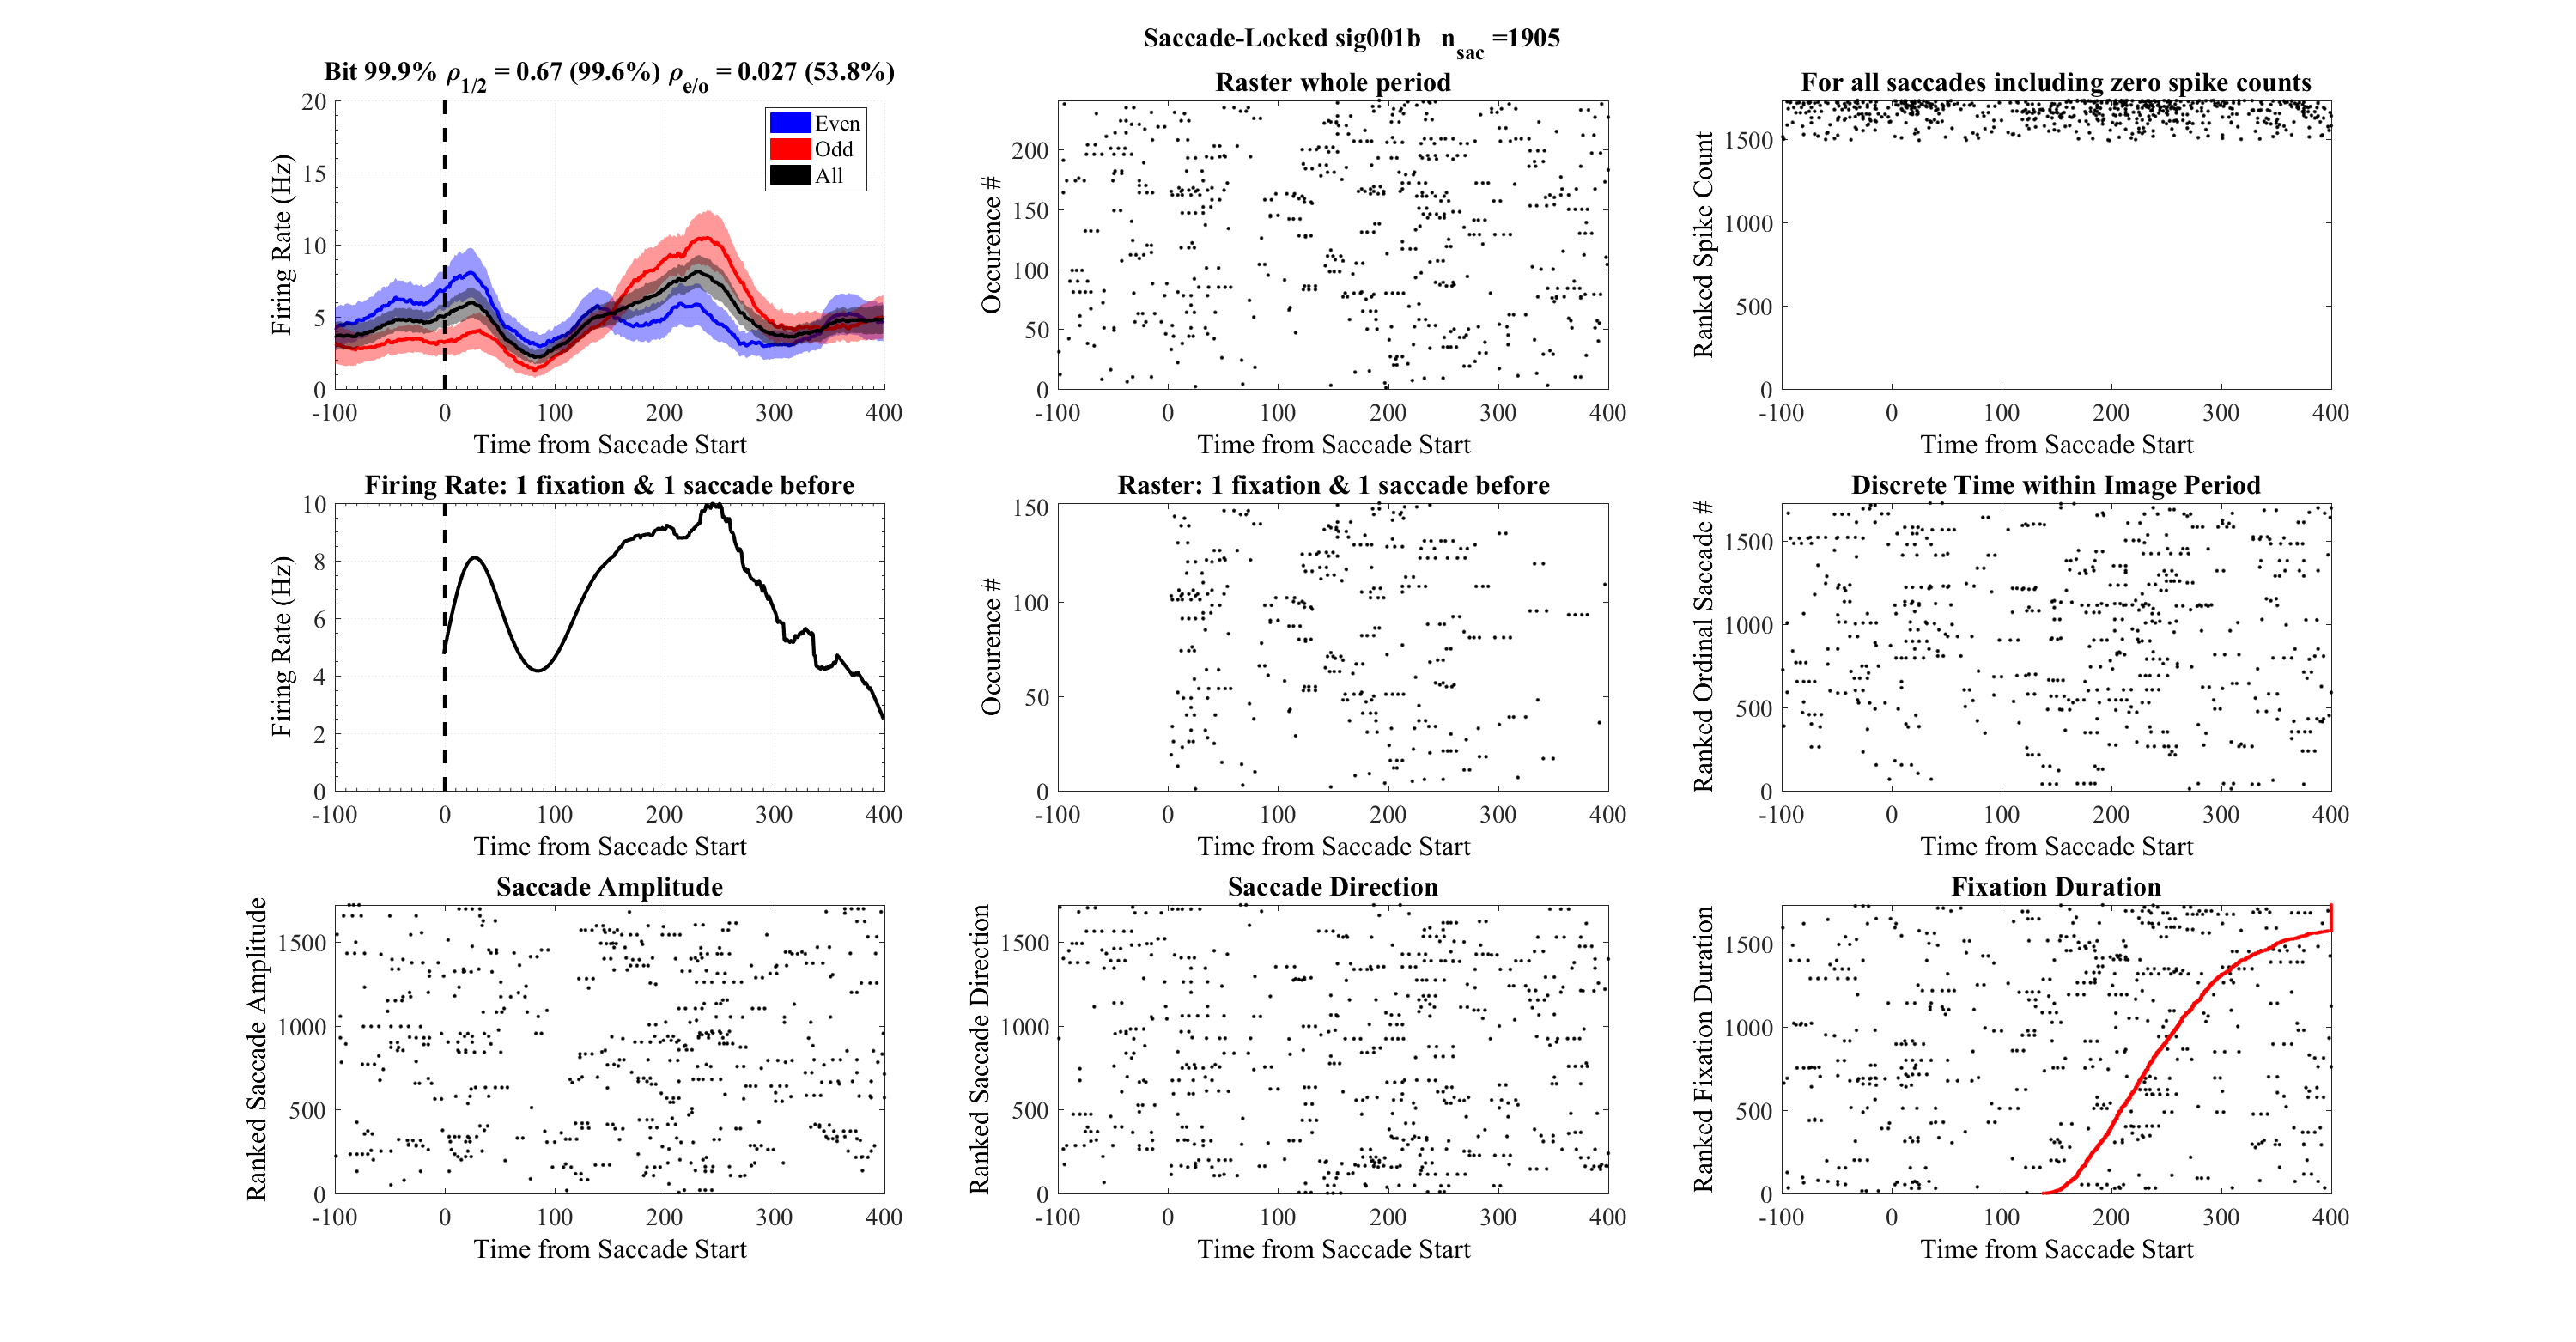 Saccade-Locked sig001b n_sac =1905
Bit 99.9% ρ_1/2 = 0.67 (99.6%) ρ_e/o = 0.027 (53.8%)
20
15
10
5
0
Firing Rate (Hz)
Even
Odd
All
-100 0 100 200 300 400
Time from Saccade Start
Raster whole period
200
150
100
50
0
Occurence #
-100 0 100 200 300 400
Time from Saccade Start
For all saccades including zero spike counts
1500
1000
500
0
Ranked Spike Count
-100 0 100 200 300 400
Time from Saccade Start
Firing Rate: 1 fixation & 1 saccade before
10
8
6
4
2
0
Firing Rate (Hz)
-100 0 100 200 300 400
Time from Saccade Start
Raster: 1 fixation & 1 saccade before
150
100
50
0
Occurence #
-100 0 100 200 300 400
Time from Saccade Start
Discrete Time within Image Period
1500
1000
500
0
Ranked Ordinal Saccade #
-100 0 100 200 300 400
Time from Saccade Start
Saccade Amplitude
1500
1000
500
0
Ranked Saccade Amplitude
-100 0 100 200 300 400
Time from Saccade Start
Saccade Direction
1500
1000
500
0
Ranked Saccade Direction
-100 0 100 200 300 400
Time from Saccade Start
Fixation Duration
1500
1000
500
0
Ranked Fixation Duration
-100 0 100 200 300 400
Time from Saccade Start